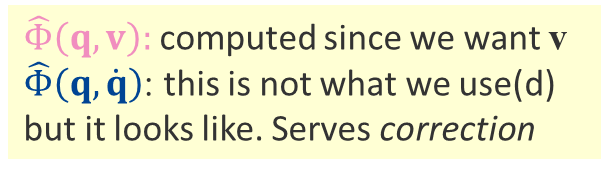 Φ̂(q, v): computed since we want v
Φ̂(q, q̇): this is not what we use(d)
but it looks like. Serves correction